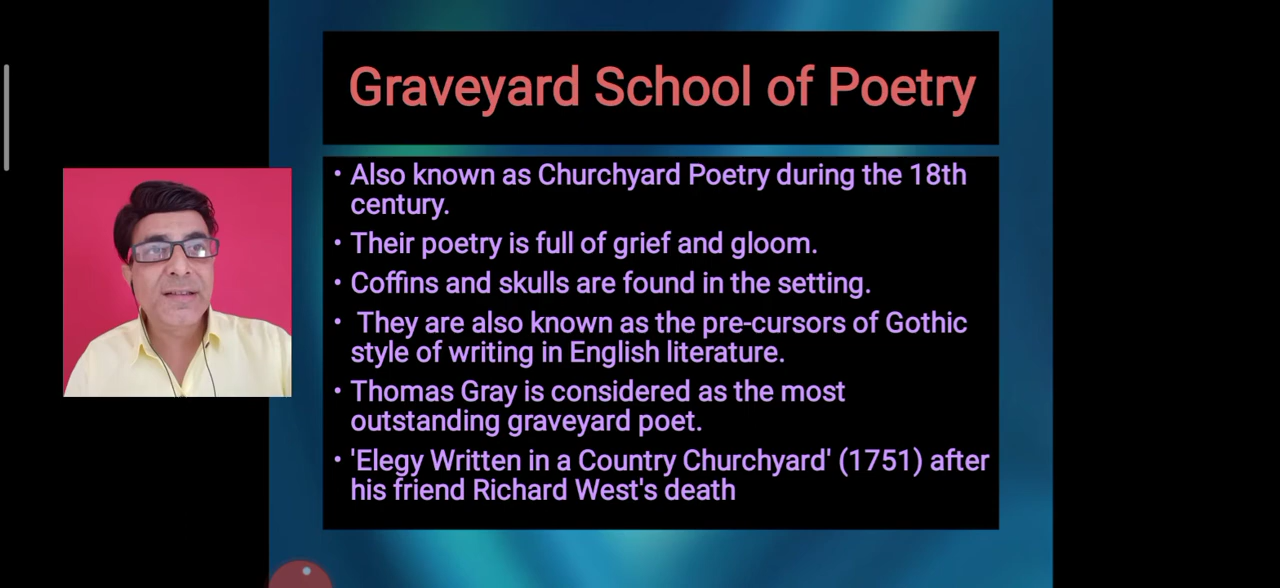 Graveyard School of Poetry
• Also known as Churchyard Poetry during the 18th
century.
• Their poetry is full of grief and gloom.
• Coffins and skulls are found in the setting.
• They are also known as the pre-cursors of Gothic
style of writing in English literature.
• Thomas Gray is considered as the most
outstanding graveyard poet.
• 'Elegy Written in a Country Churchyard' (1751) after
his friend Richard West's death